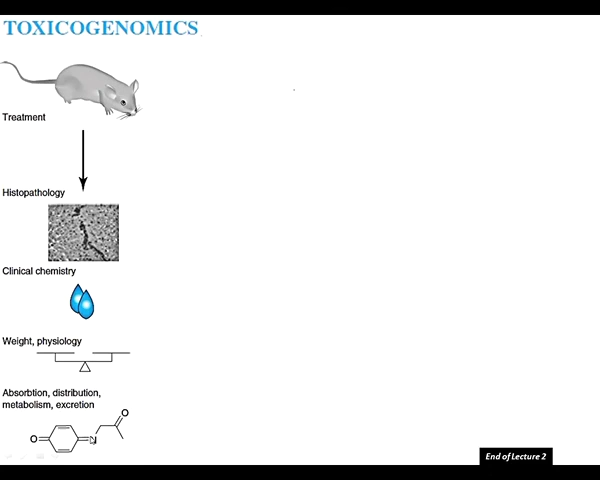 TOXICOGENOMICS
Treatment
Histopathology
Clinical chemistry
Weight, physiology
Absorbtion, distribution,
metabolism, excretion
O
O
N
End of Lecture 2